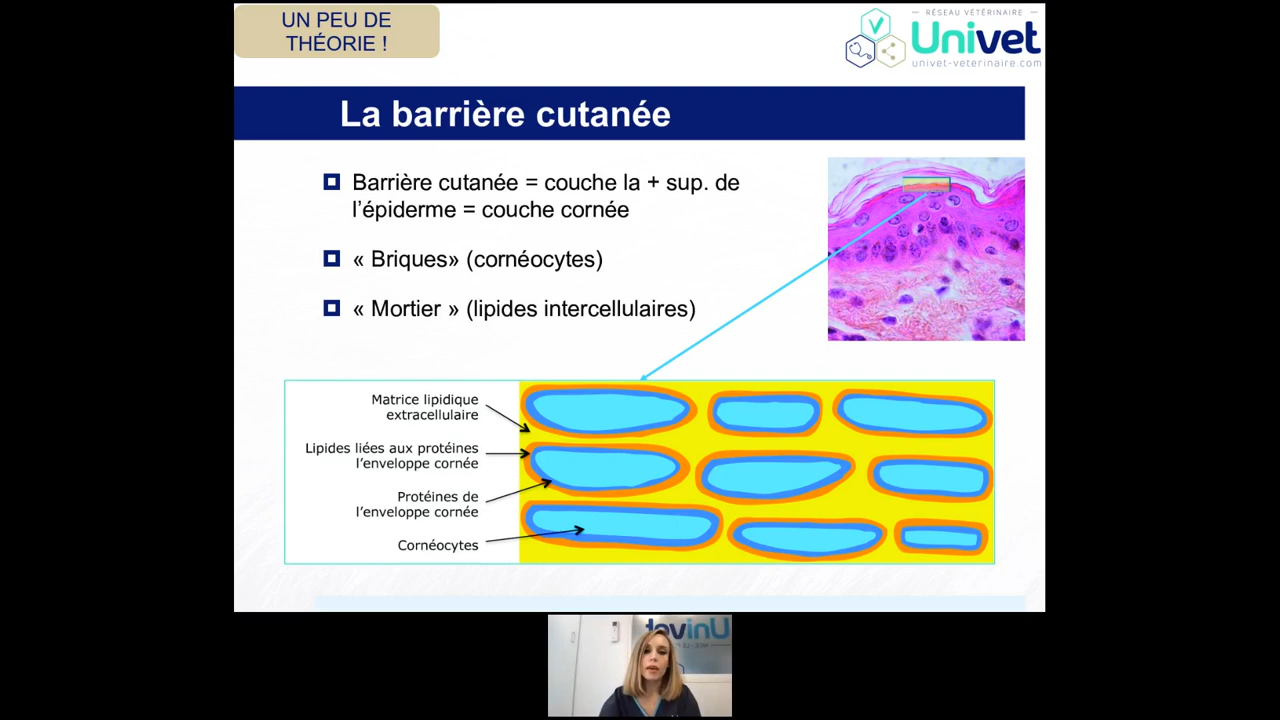 UN PEU DE
THÉORIE !
RÉSEAU VÉTÉRINAIRE
Univet
univet-veterinaire.com
La barrière cutanée
Barrière cutanée = couche la + sup. de
l'épiderme = couche cornée
« Briques» (cornéocytes)
« Mortier » (lipides intercellulaires)
Matrice lipidique
extracellulaire
Lipides liées aux protéines
l'enveloppe cornée
Protéines de
l'enveloppe cornée
Cornéocytes
Univet